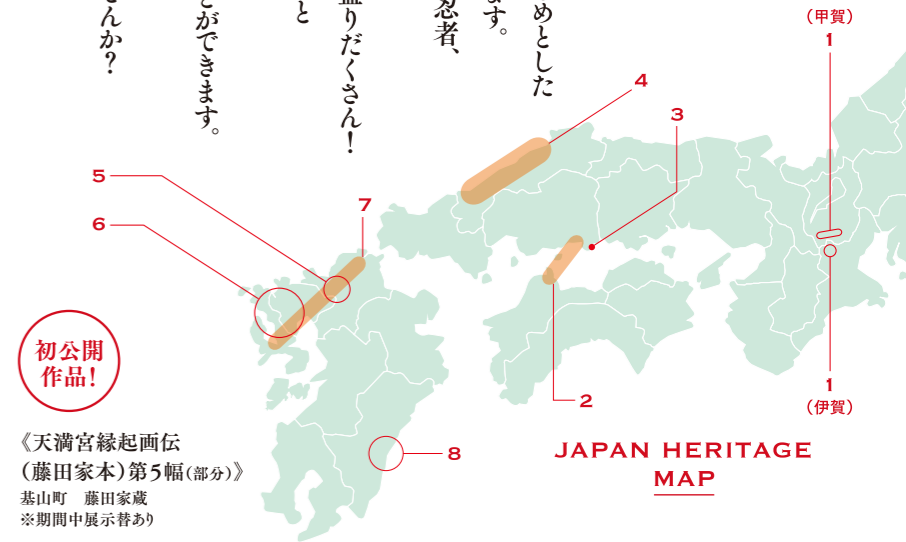 めとした
ます。
忍者、
盛りだくさん！
と
とができます。
せんか？
（甲賀）
1
4
3
5
7
6
2
1
（伊賀）
8
JAPAN HERITAGE
MAP
初公開
作品！
《天満宮縁起画伝
（藤田家本）第5幅（部分）》
基山町　藤田家蔵
※期間中展示替あり